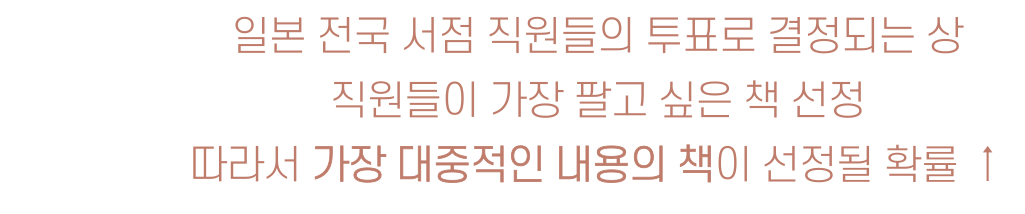 일본 전국 서점 직원들의 투표로 결정되는 상
직원들이 가장 팔고 싶은 책 선정
따라서 가장 대중적인 내용의 책이 선정될 확률 ↑